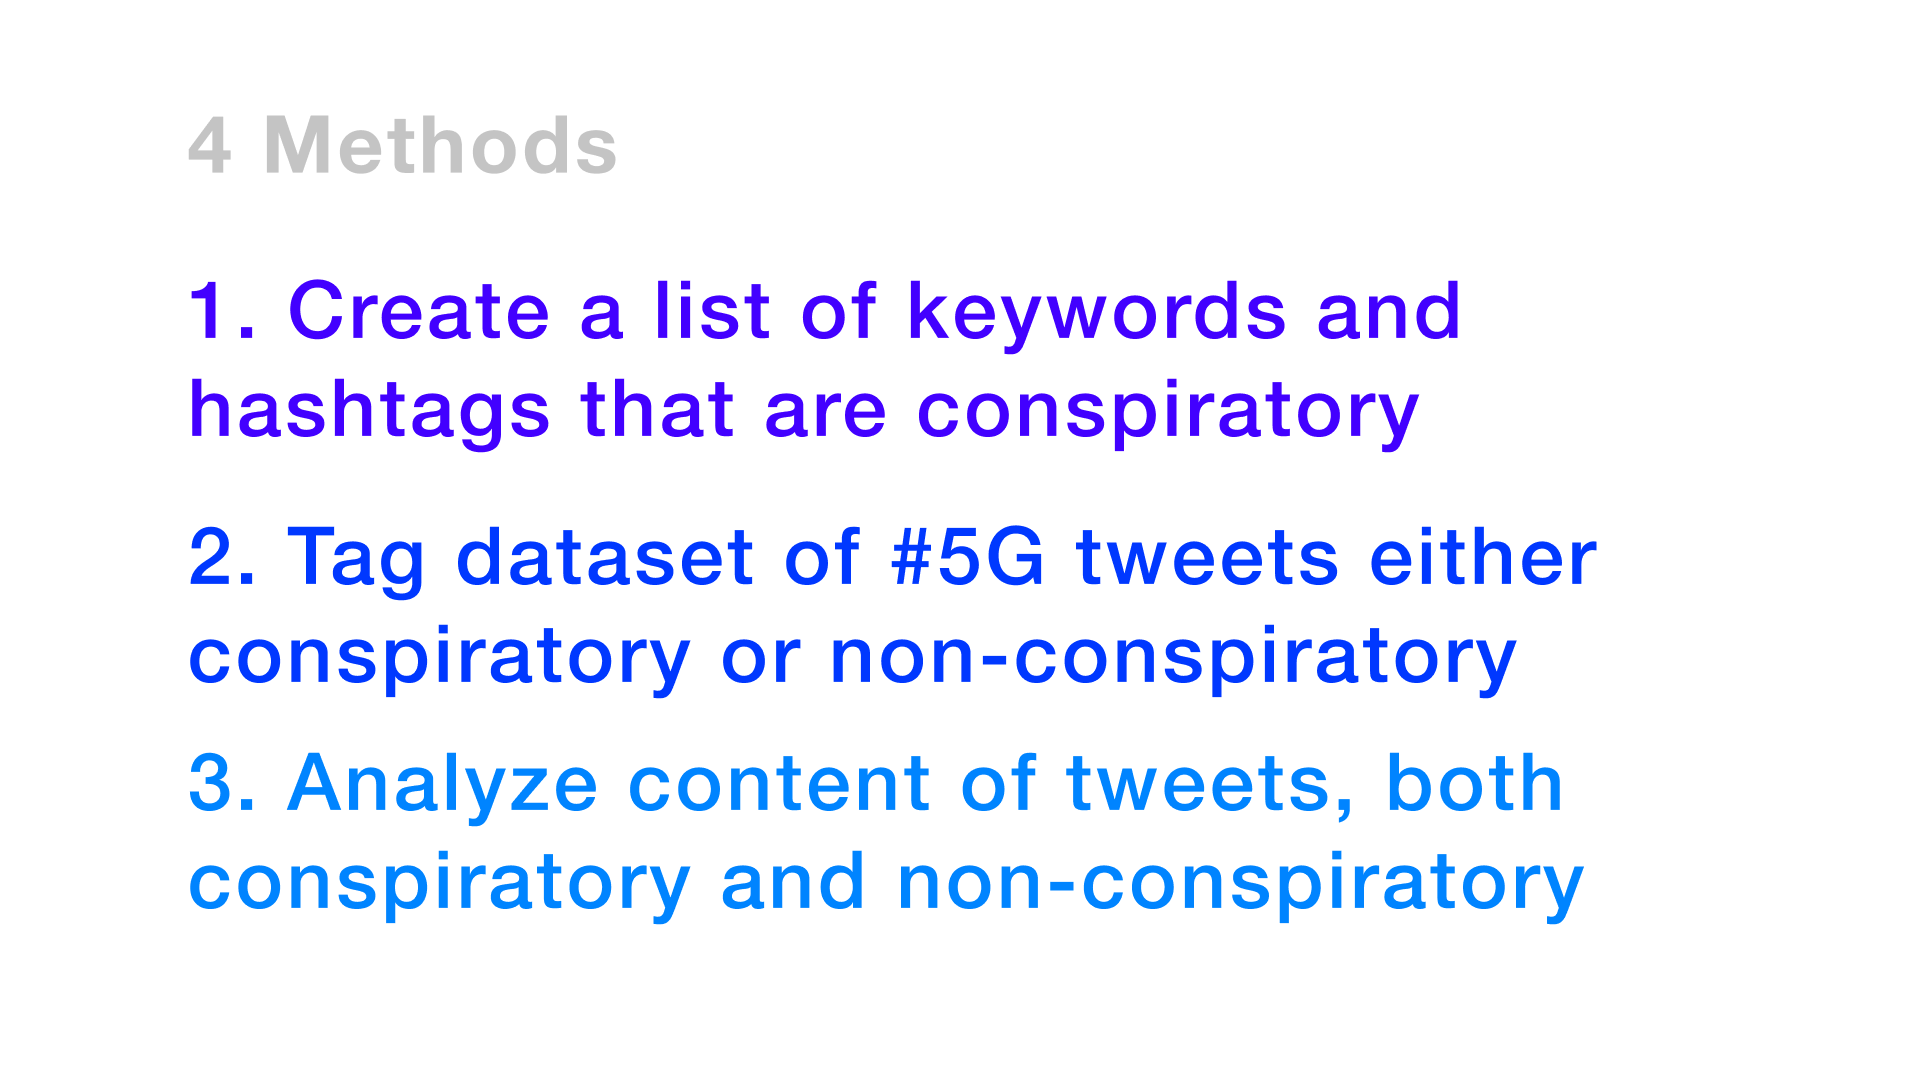 4 Methods
1. Create a list of keywords and
hashtags that are conspiratory
2. Tag dataset of #5G tweets either
conspiratory or non-conspiratory
3. Analyze content of tweets, both
conspiratory and non-conspiratory